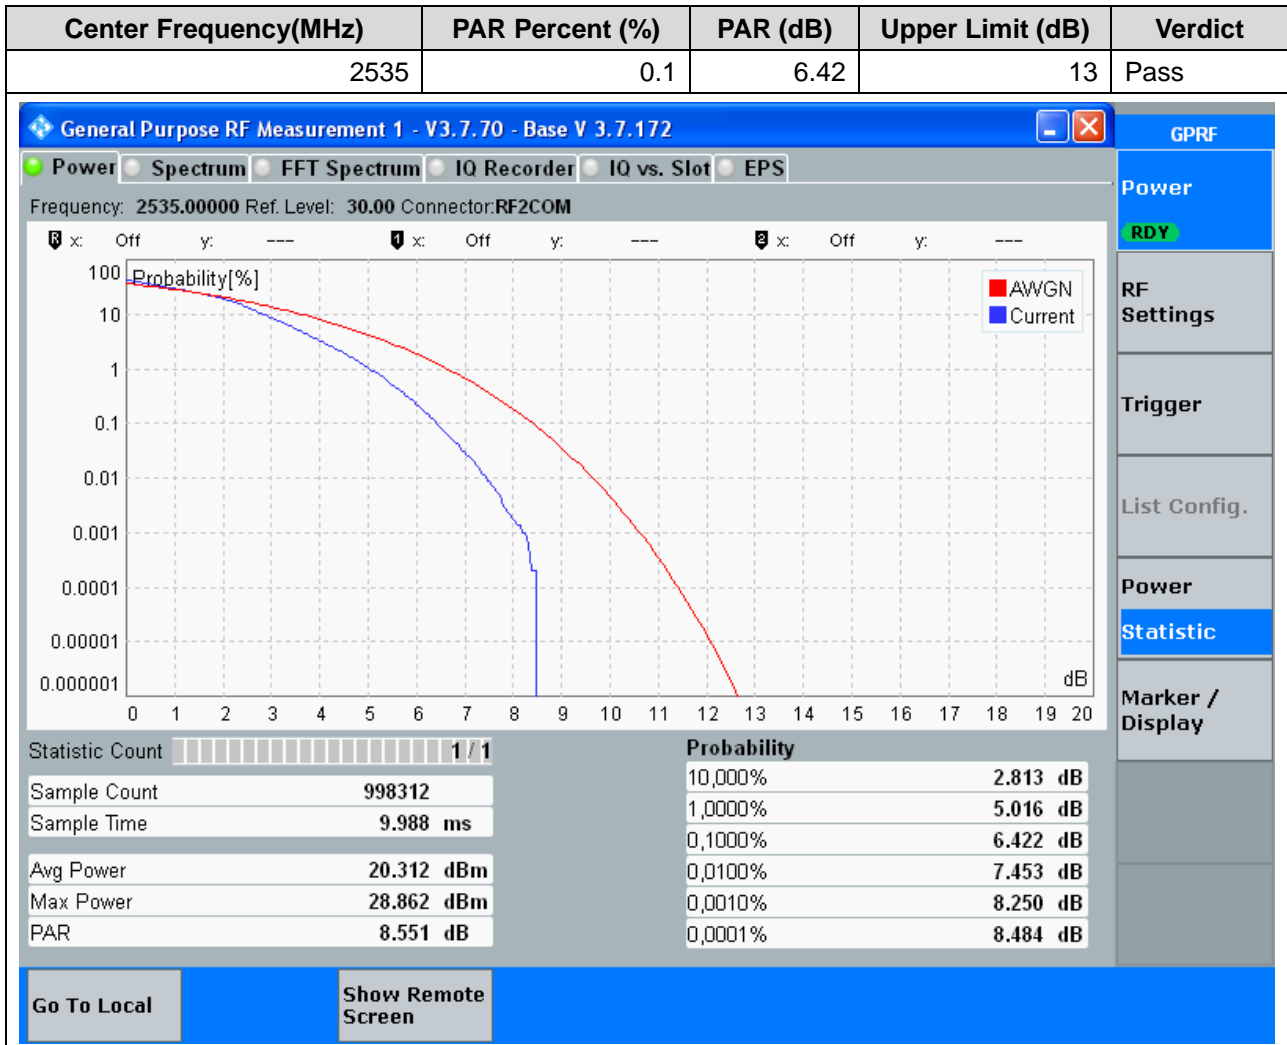 Center Frequency(MHz) PAR Percent (%) PAR (dB) Upper Limit (dB) Verdict
2535 0.1 6.42 13 Pass
General Purpose RF Measurement 1 - V3.7.70 - Base V 3.7.172
GPRF
Power Spectrum FFT Spectrum IQ Recorder IQ vs. Slot EPS
Frequency: 2535.00000 Ref. Level: 30.00 Connector:RF2COM
R x: Off y: --- 1 x: Off y: --- 2 x: Off y: ---
Probability[%]
AWGN
Current
100
10
1
0.1
0.01
0.001
0.0001
0.00001
0.000001
dB
0 1 2 3 4 5 6 7 8 9 10 11 12 13 14 15 16 17 18 19 20
Statistic Count 1 / 1
Sample Count 998312
Sample Time 9.988 ms
Avg Power 20.312 dBm
Max Power 28.862 dBm
PAR 8.551 dB
Probability
10,000% 2.813 dB
1,0000% 5.016 dB
0,1000% 6.422 dB
0,0100% 7.453 dB
0,0010% 8.250 dB
0,0001% 8.484 dB
Power
RDY
RF
Settings
Trigger
List Config.
Power
Statistic
Marker /
Display
Go To Local
Show Remote
Screen